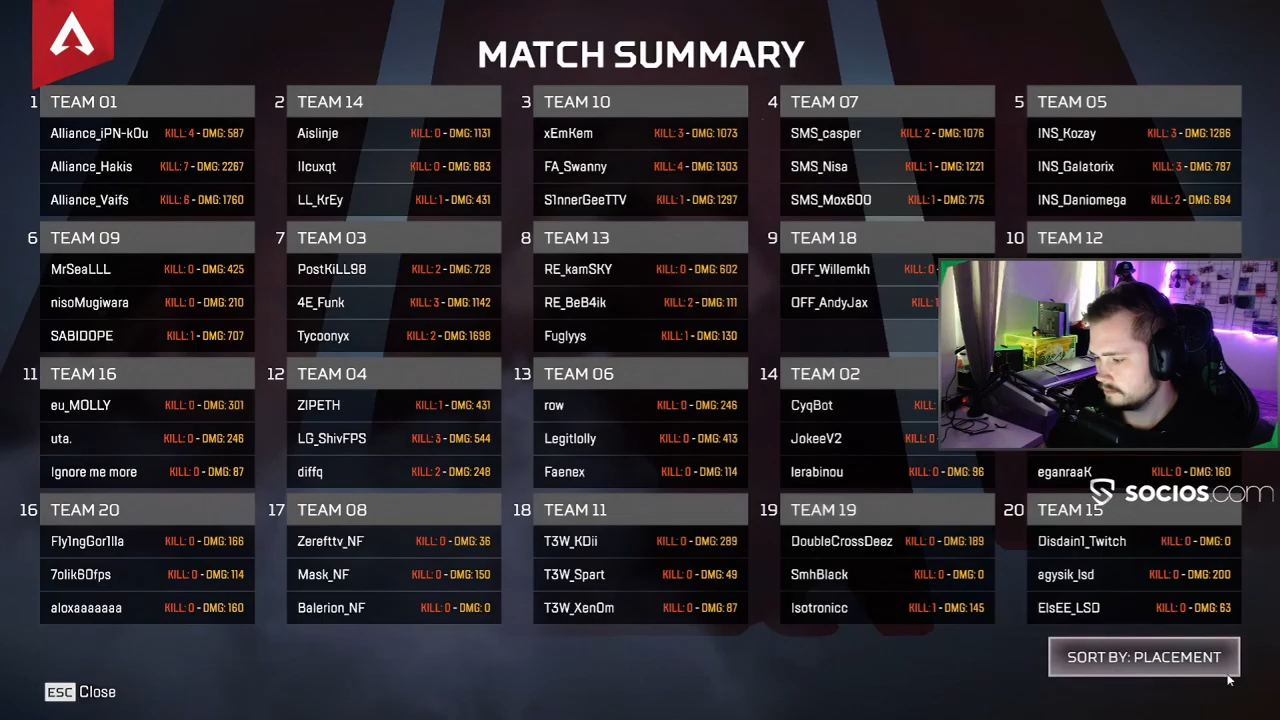 MATCH SUMMARY
1 TEAM 01
Alliance_iPN-k0u KILL: 4 - DMG: 587
Alliance_Hakis KILL: 7 - DMG: 2267
Alliance_Vaifs KILL: 6 - DMG: 1760
2 TEAM 14
Aislinje KILL: 0 - DMG: 1131
Ilcuxqt KILL: 0 - DMG: 683
LL_KrEy KILL: 1 - DMG: 431
3 TEAM 10
xEmKem KILL: 3 - DMG: 1073
FA_Swanny KILL: 4 - DMG: 1303
S1nnerGeeTTV KILL: 1 - DMG: 1297
4 TEAM 07
SMS_casper KILL: 2 - DMG: 1076
SMS_Nisa KILL: 1 - DMG: 1221
SMS_Mox600 KILL: 1 - DMG: 775
5 TEAM 05
INS_Kozay KILL: 3 - DMG: 1286
INS_Galatorix KILL: 3 - DMG: 787
INS_Daniomega KILL: 2 - DMG: 694
6 TEAM 09
MrSeaLLL KILL: 0 - DMG: 425
nisoMugiwara KILL: 0 - DMG: 210
SABIDOPE KILL: 1 - DMG: 707
7 TEAM 03
PostKiLL98 KILL: 2 - DMG: 728
4E_Funk KILL: 3 - DMG: 1142
Tycoonyx KILL: 2 - DMG: 1698
8 TEAM 13
RE_kamSKY KILL: 0 - DMG: 602
RE_BeB4ik KILL: 2 - DMG: 111
Fuglyys KILL: 1 - DMG: 130
9 TEAM 18
OFF_Willemkh KILL: 0
OFF_AndyJax KILL:
10 TEAM 12
11 TEAM 16
eu_MOLLY KILL: 0 - DMG: 301
uta. KILL: 0 - DMG: 246
Ignore me more KILL: 0 - DMG: 87
12 TEAM 04
ZIPETH KILL: 1 - DMG: 431
LG_ShivFPS KILL: 3 - DMG: 544
diffq KILL: 2 - DMG: 248
13 TEAM 06
row KILL: 0 - DMG: 246
Legitlolly KILL: 0 - DMG: 413
Faenex KILL: 0 - DMG: 114
14 TEAM 02
CyqBot KILL:
JokeeV2 KILL: 0
lerabinou KILL: 0 - DMG: 96
eganraaK KILL: 0 - DMG: 160
SOCIOS.com
16 TEAM 20
Fly1ngGor1lla KILL: 0 - DMG: 166
7olik60fps KILL: 0 - DMG: 114
aloxaaaaaa KILL: 0 - DMG: 160
17 TEAM 08
Zerefttv_NF KILL: 0 - DMG: 36
Mask_NF KILL: 0 - DMG: 150
Balerion_NF KILL: 0 - DMG: 0
18 TEAM 11
T3W_KDii KILL: 0 - DMG: 289
T3W_Spart KILL: 0 - DMG: 49
T3W_Xen0m KILL: 0 - DMG: 87
19 TEAM 19
DoubleCrossDeez KILL: 0 - DMG: 189
SmhBlack KILL: 0 - DMG: 0
Isotronicc KILL: 1 - DMG: 145
20 TEAM 15
Disdain1_Twitch KILL: 0 - DMG: 0
agysik_lsd KILL: 0 - DMG: 200
ElsEE_LSD KILL: 0 - DMG: 63
SORT BY: PLACEMENT
ESC Close